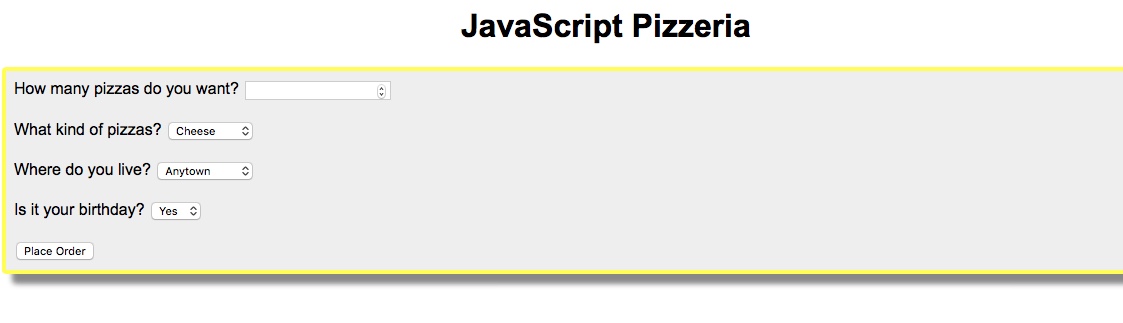 JavaScript Pizzeria
How many pizzas do you want?
What kind of pizzas? Cheese
Where do you live? Anytown
Is it your birthday? Yes
Place Order